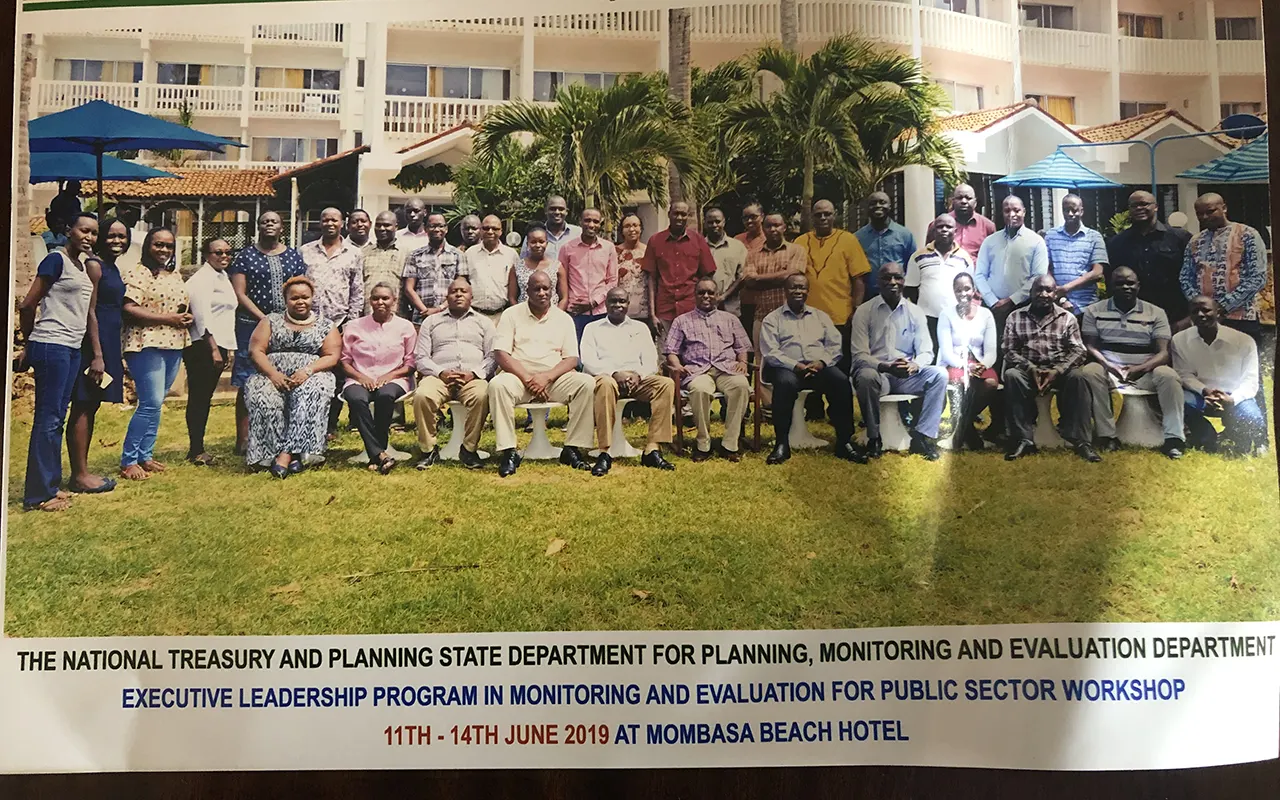 THE NATIONAL TREASURY AND PLANNING STATE DEPARTMENT FOR PLANNING, MONITORING AND EVALUATION DEPARTMENT
EXECUTIVE LEADERSHIP PROGRAM IN MONITORING AND EVALUATION FOR PUBLIC SECTOR WORKSHOP
11TH - 14TH JUNE 2019 AT MOMBASA BEACH HOTEL